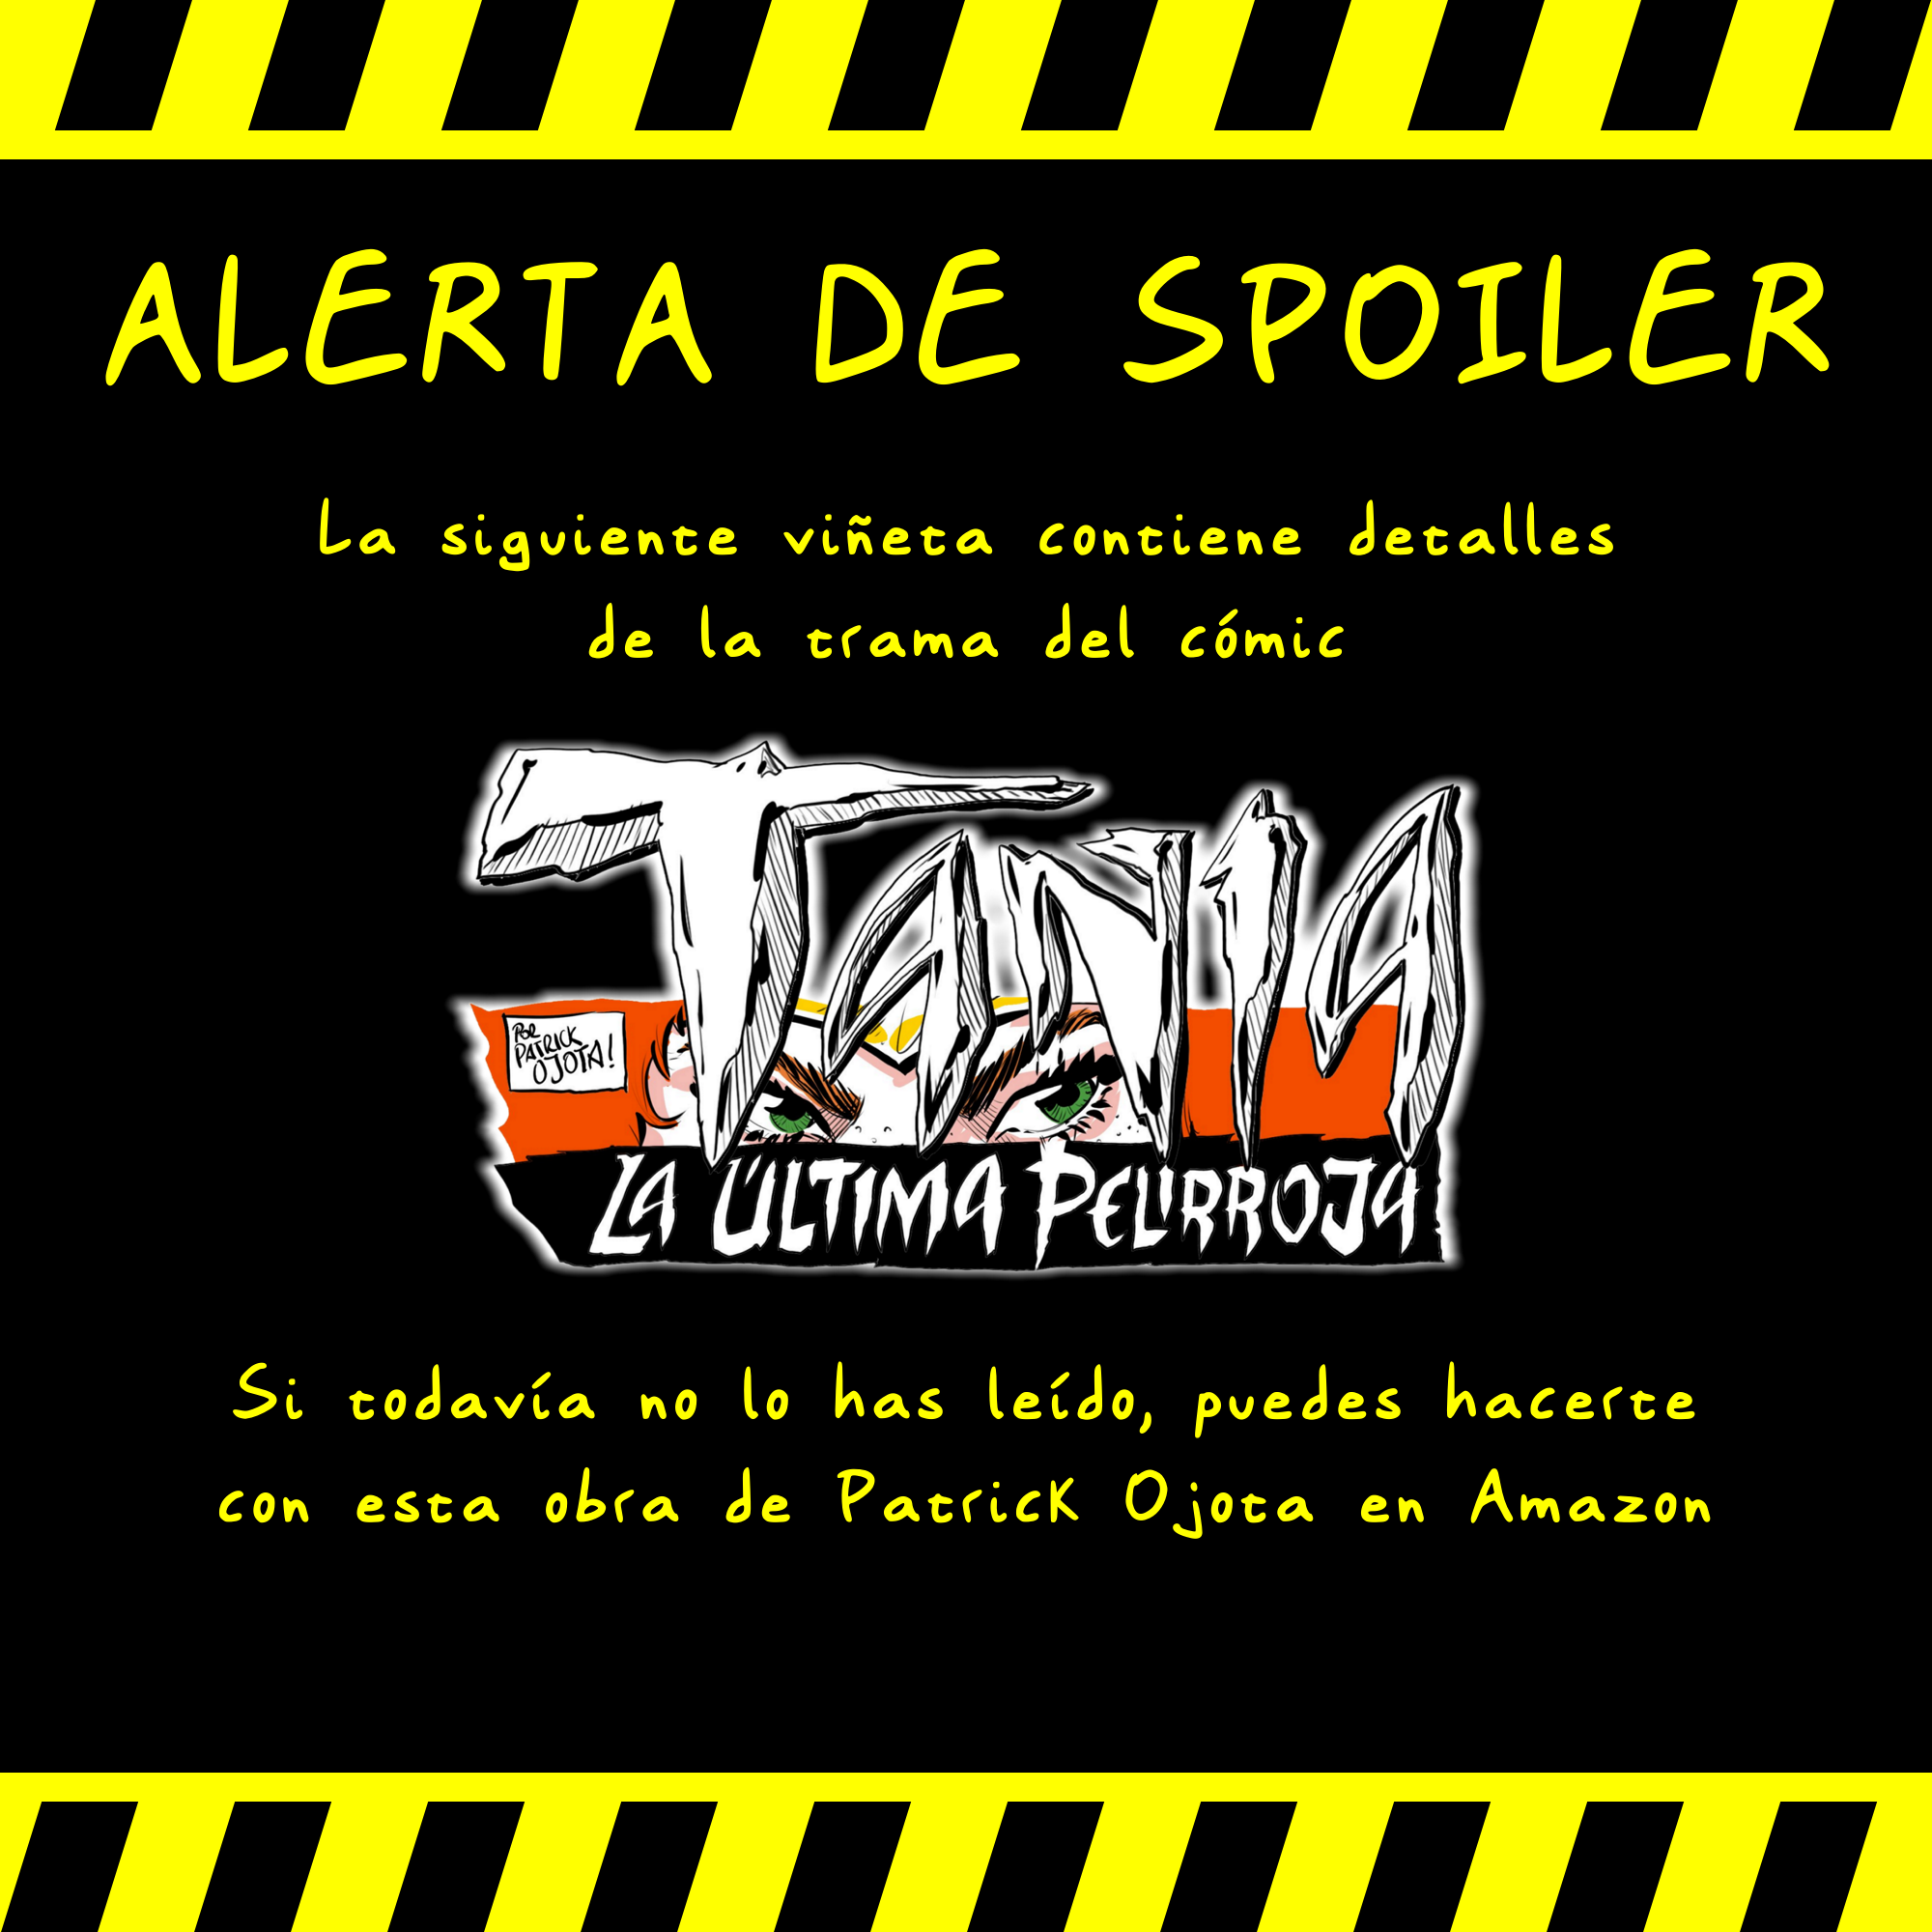 ALERTA DE SPOILER
La siguiente viñeta contiene detalles
de la trama del cómic
TANIA
POR
PATRICK
OJOTA!
LA ÚLTIMA PELIRROJA
Si todavía no lo has leído, puedes hacerte
con esta obra de Patrick Ojota en Amazon